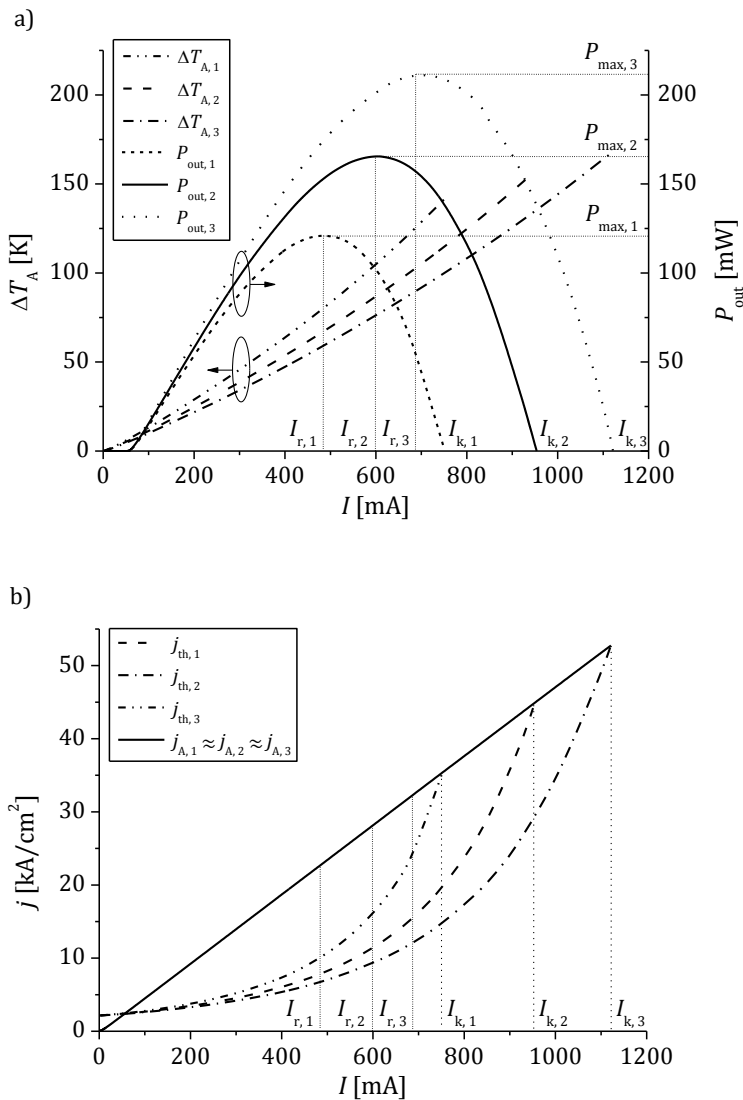 a)
ΔT_A, 1
ΔT_A, 2
ΔT_A, 3
P_out, 1
P_out, 2
P_out, 3
P_max, 3
P_max, 2
P_max, 1
200
150
100
50
0
200
150
100
50
0
ΔT_A [K]
P_out [mW]
I_r, 1
I_r, 2
I_r, 3
I_k, 1
I_k, 2
I_k, 3
0 200 400 600 800 1000 1200
I [mA]
b)
j_th, 1
j_th, 2
j_th, 3
j_A, 1 ≈ j_A, 2 ≈ j_A, 3
50
40
30
20
10
0
j [kA/cm²]
I_r, 1
I_r, 2
I_r, 3
I_k, 1
I_k, 2
I_k, 3
0 200 400 600 800 1000 1200
I [mA]